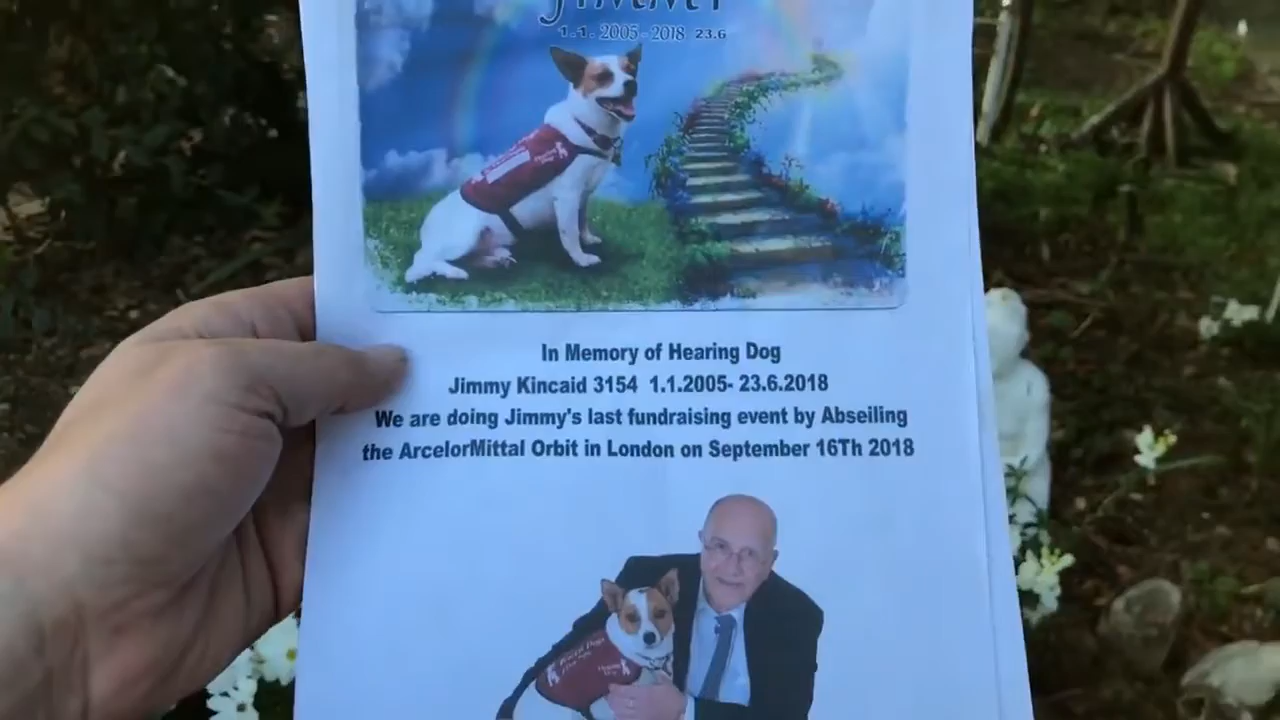 1.1. 2005-2018 23.6
In Memory of Hearing Dog
Jimmy Kincaid 3154 1.1.2005- 23.6.2018
We are doing Jimmy's last fundraising event by Abseiling
the ArcelorMittal Orbit in London on September 16Th 2018